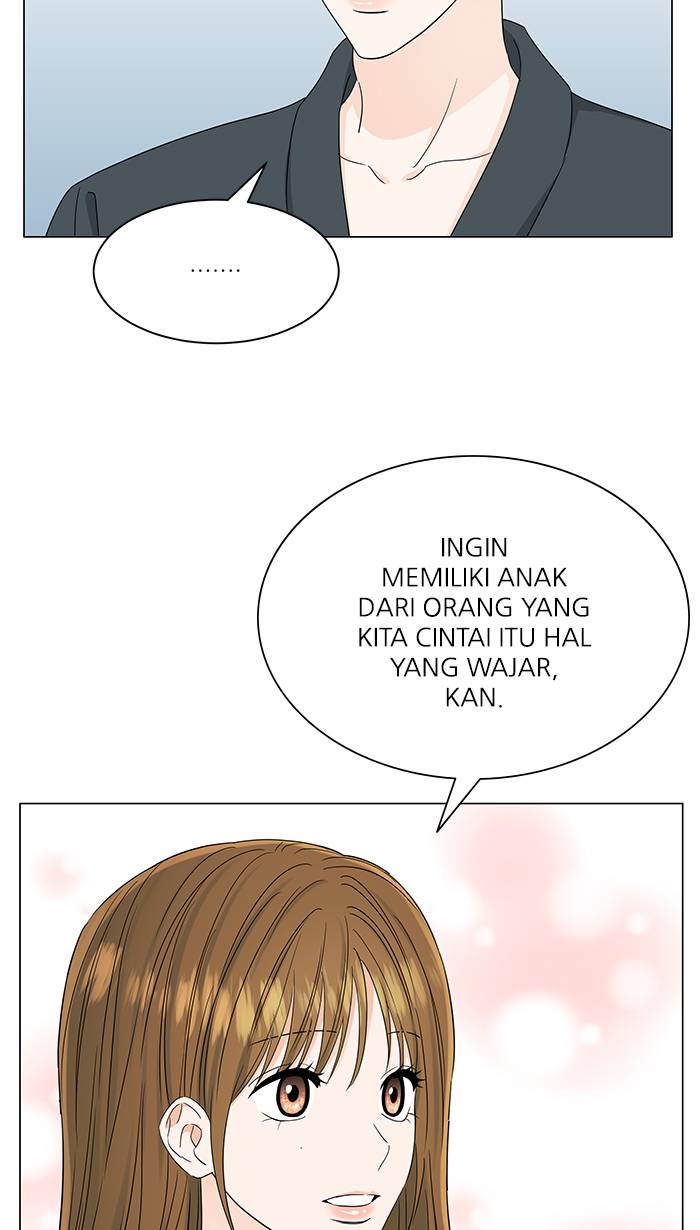 .......
INGIN
MEMILIKI ANAK
DARI ORANG YANG
KITA CINTAI ITU HAL
YANG WAJAR,
KAN.